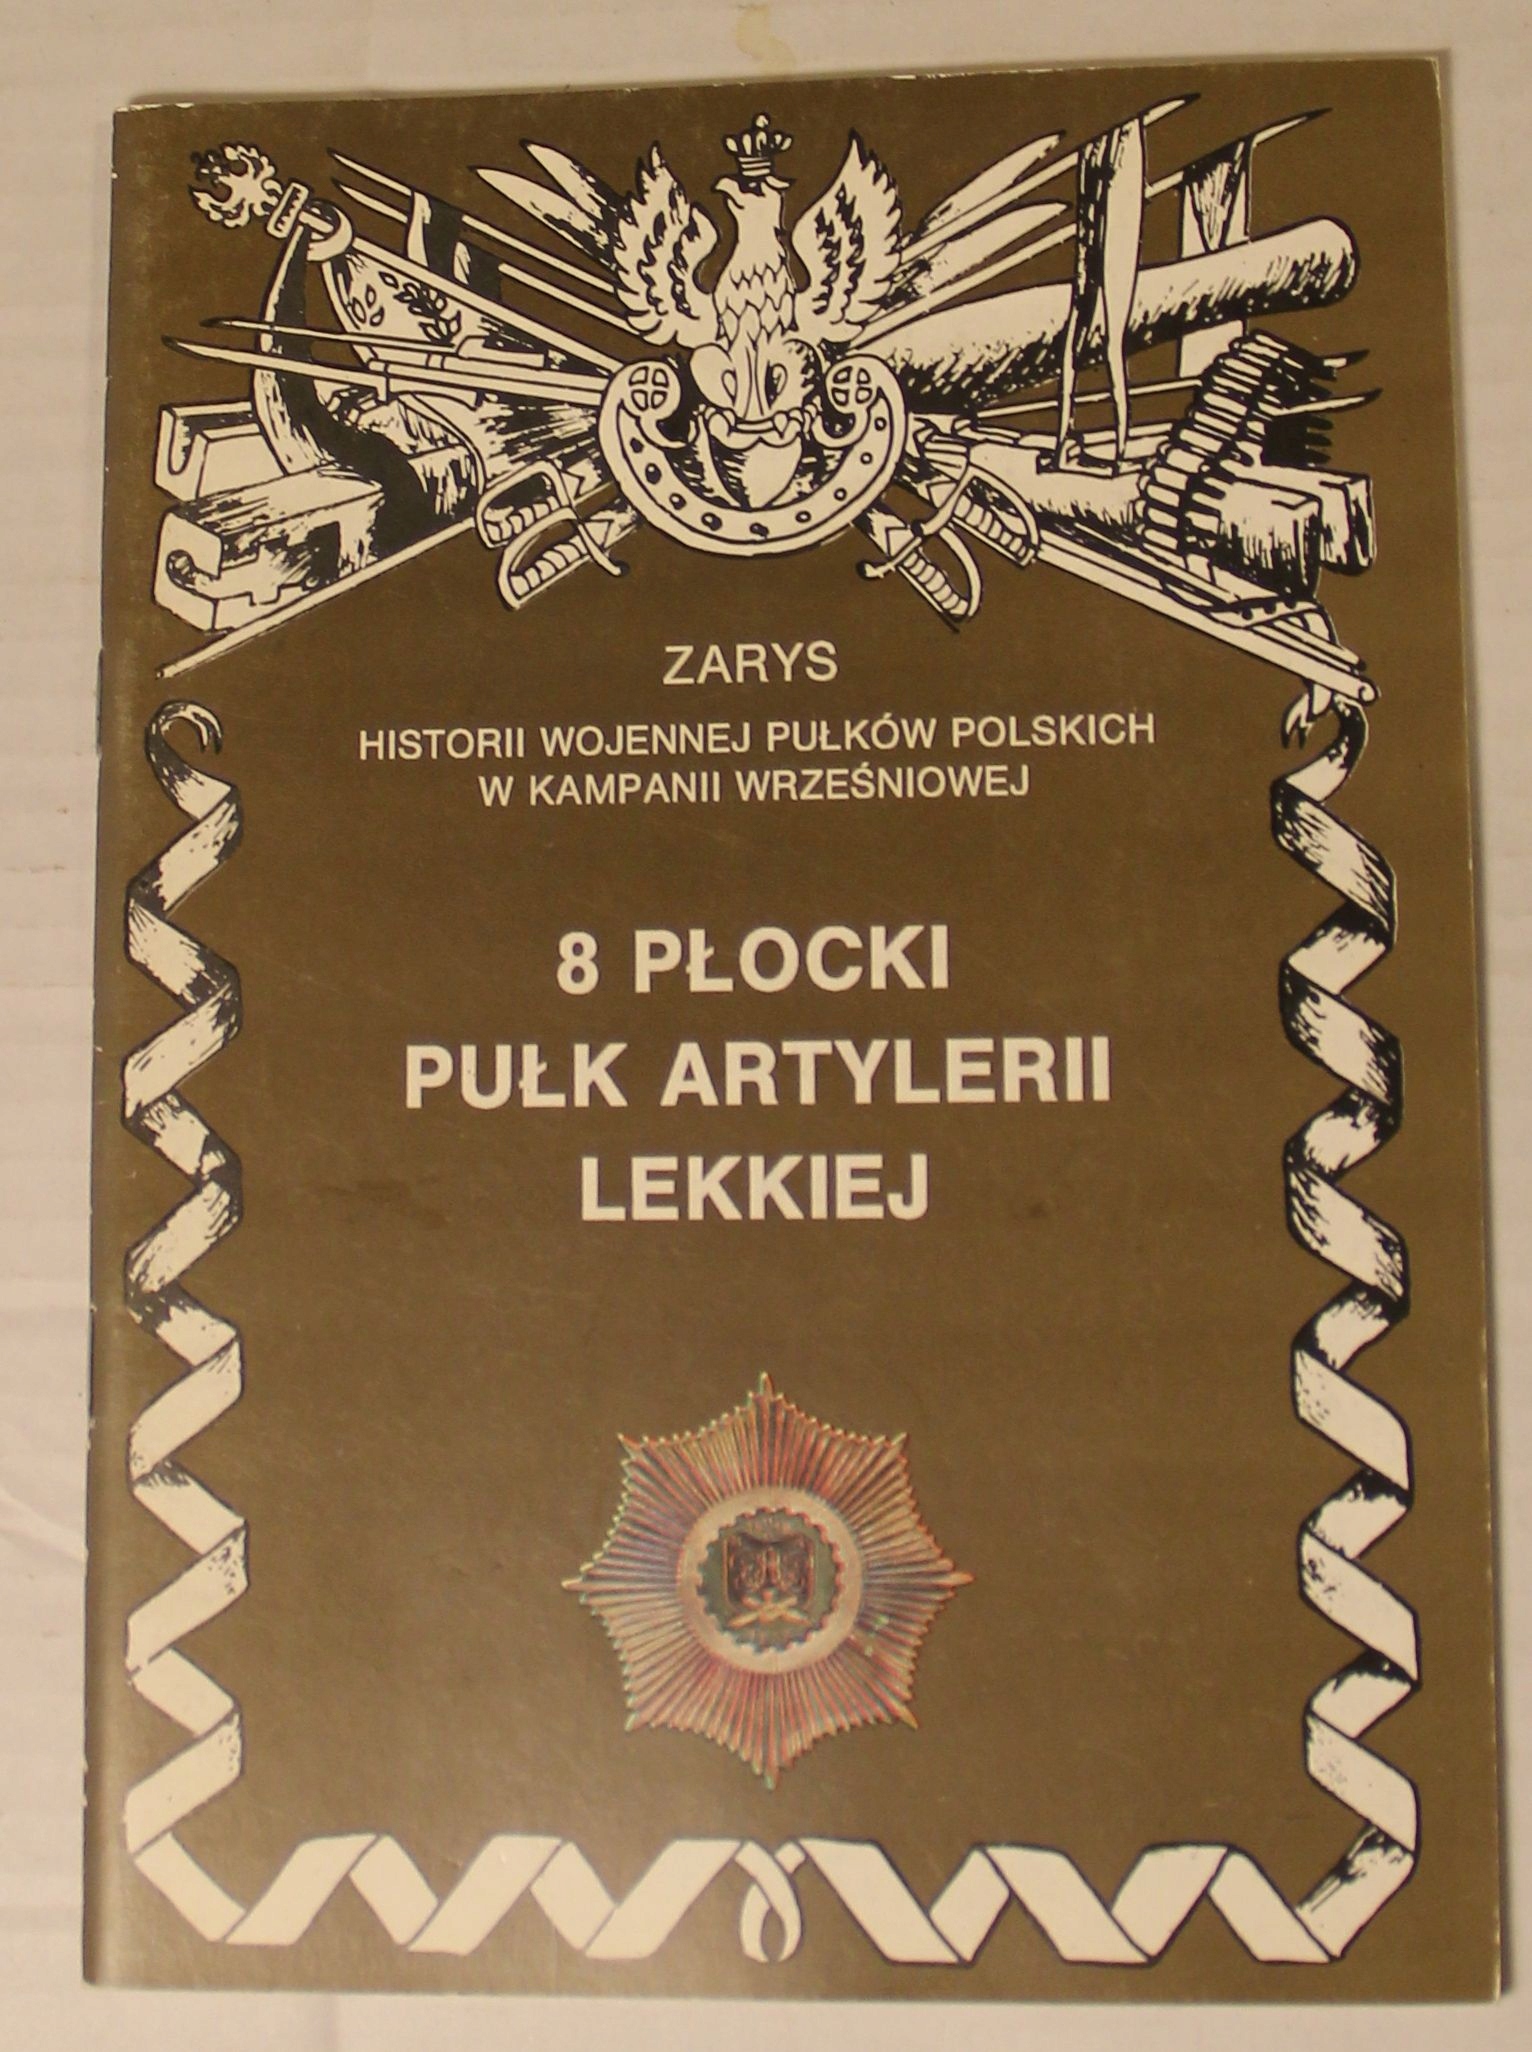 ZARYS
HISTORII WOJENNEJ PUŁKÓW POLSKICH
W KAMPANII WRZEŚNIOWEJ
8 PŁOCKI
PUŁK ARTYLERII
LEKKIEJ